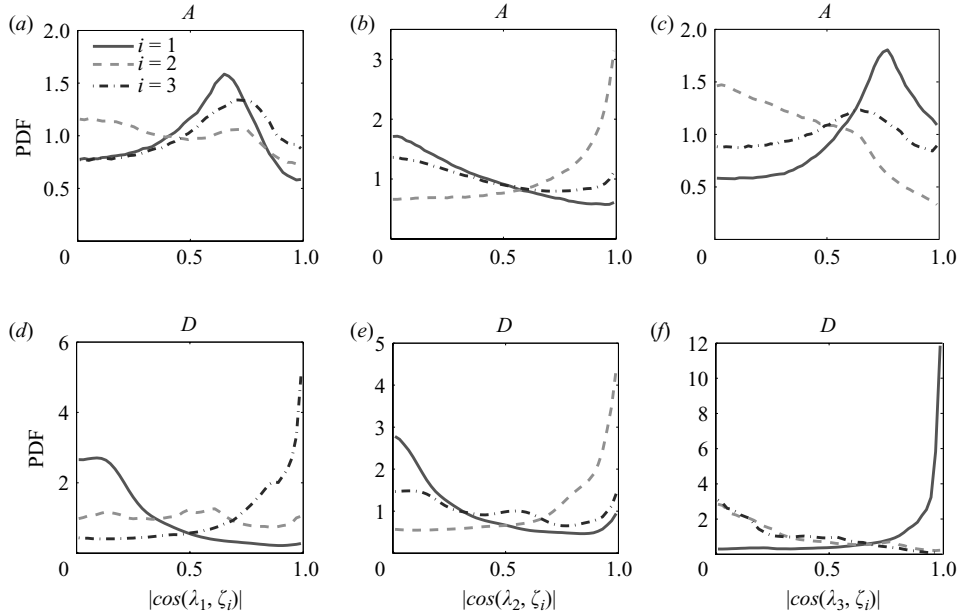 (a) A
2.0
1.5
1.0
0.5
0 0.5 1.0
PDF
i = 1
i = 2
i = 3
(b) A
3
2
1
0 0.5 1.0
(c) A
2.0
1.5
1.0
0.5
0 0.5 1.0
(d) D
6
4
2
0 0.5 1.0
PDF
|cos(λ1, ζi)|
(e) D
5
4
3
2
1
0 0.5 1.0
|cos(λ2, ζi)|
(f) D
12
10
8
6
4
2
0 0.5 1.0
|cos(λ3, ζi)|